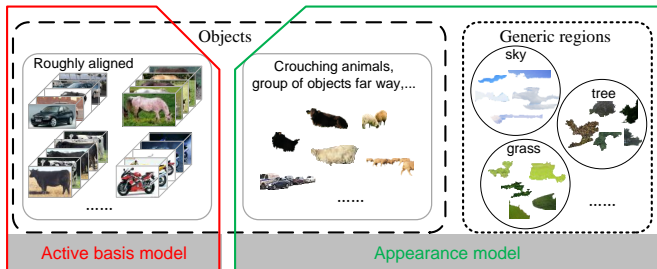 Objects
Generic regions
Roughly aligned
Crouching animals,
group of objects far way,...
sky
tree
grass
......
......
......
Active basis model
Appearance model